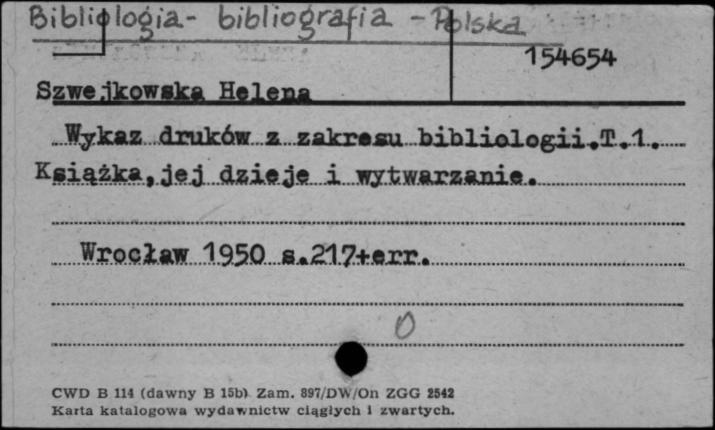 Bibliologia - bibliografia - Polska
154654
Szwejkowska Helena
Wykaz druków z zakresu bibliologii.T.1.
Książka,jej dzieje i wytwarzanie.
Wrocław 1950 s.217+err.
0
CWD B 114 (dawny B 15b) Zam. 897/DW/On ZGG 2542
Karta katalogowa wydawnictw ciągłych i zwartych.